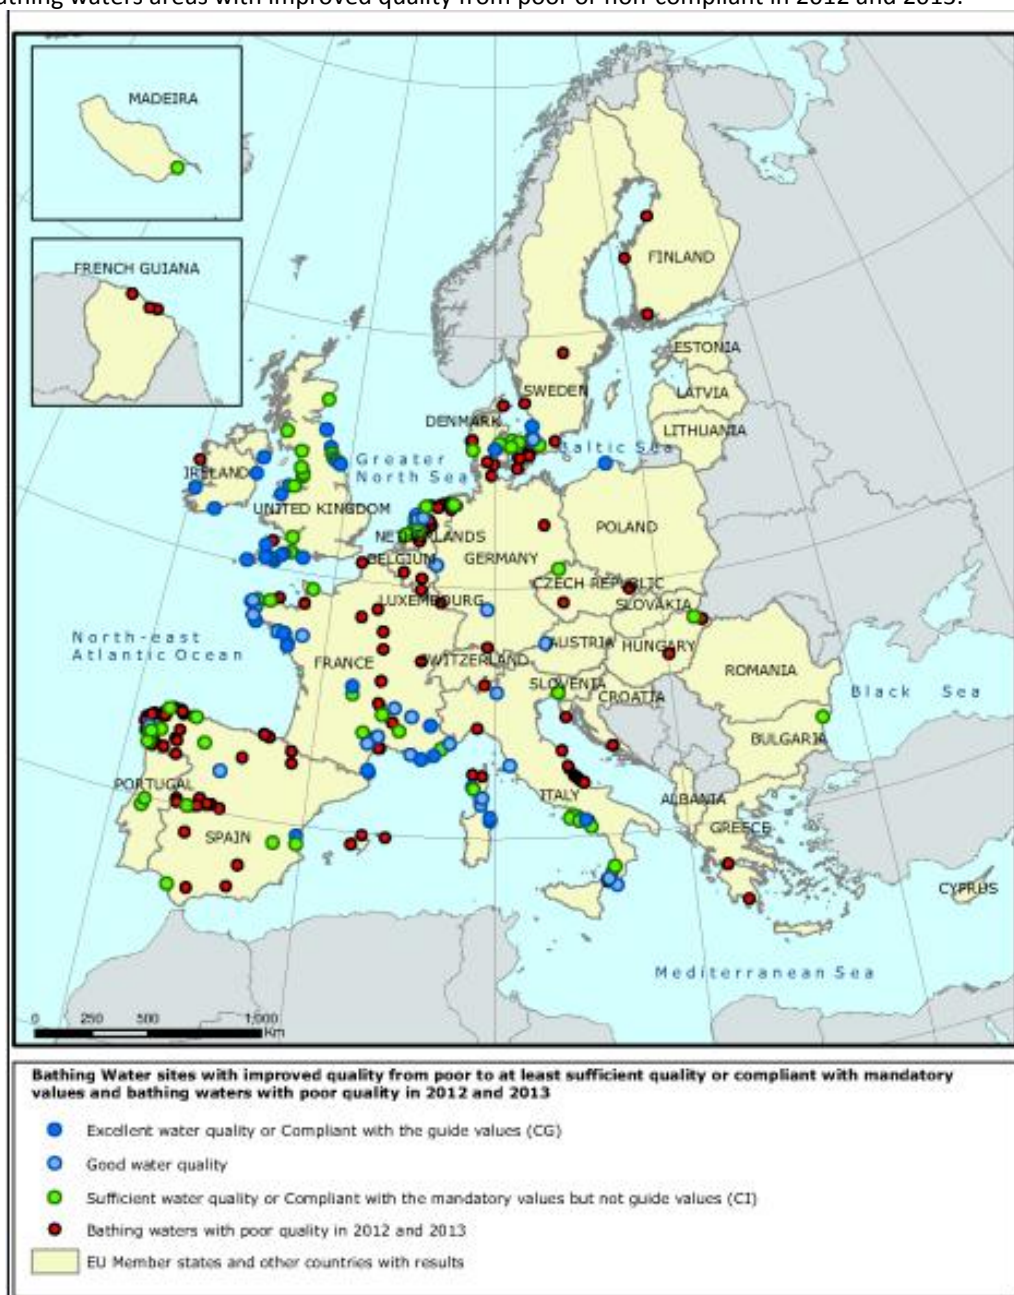 athing waters areas with improved quality from poor or non-compliant in 2012 and 2013.
MADEIRA
FRENCH GUIANA
FINLAND
ESTONIA
SWEDEN
LATVIA
DENMARK
LITHUANIA
Baltic Sea
Greater
North Sea
IRELAND
UNITED KINGDOM
POLAND
NETHERLANDS
BELGIUM
GERMANY
CZECH REPUBLIC
LUXEMBOURG
SLOVAKIA
North-east
Atlantic Ocean
AUSTRIA
HUNGARY
FRANCE
SWITZERLAND
ROMANIA
SLOVENIA
CROATIA
Black Sea
BULGARIA
PORTUGAL
ITALY
ALBANIA
SPAIN
GREECE
CYPRUS
Mediterranean Sea
0 250 500 1,000
Km
Bathing Water sites with improved quality from poor to at least sufficient quality or compliant with mandatory
values and bathing waters with poor quality in 2012 and 2013
Excellent water quality or Compliant with the guide values (CG)
Good water quality
Sufficient water quality or Compliant with the mandatory values but not guide values (CI)
Bathing waters with poor quality in 2012 and 2013
EU Member states and other countries with results